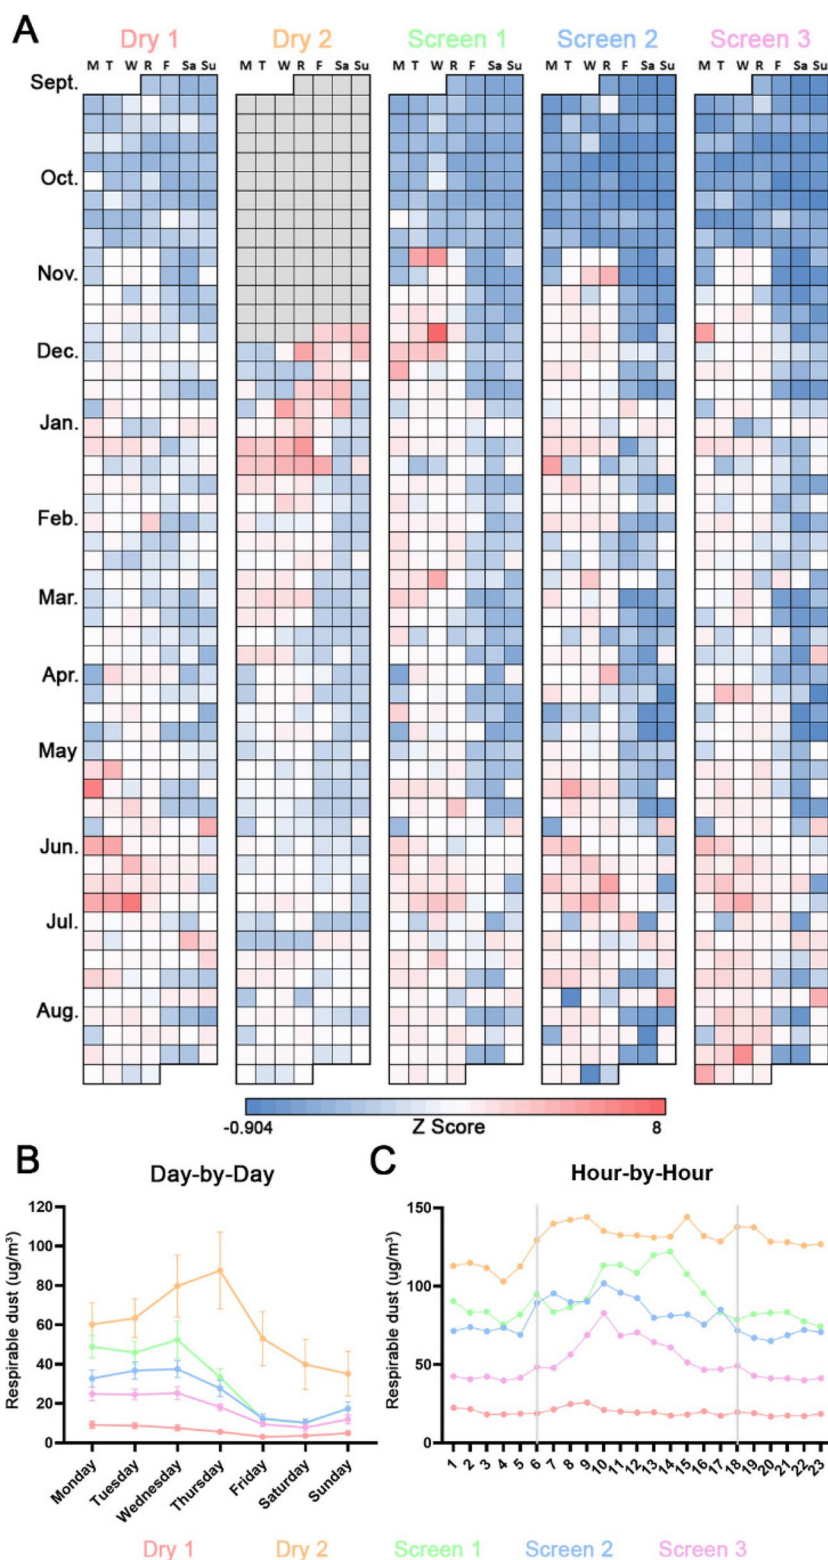 A
Dry 1 Dry 2 Screen 1 Screen 2 Screen 3
M T W R F Sa Su M T W R F Sa Su M T W R F Sa Su M T W R F Sa Su M T W R F Sa Su
Sept.
Oct.
Nov.
Dec.
Jan.
Feb.
Mar.
Apr.
May
Jun.
Jul.
Aug.
-0.904 Z Score 8
B
Day-by-Day
Respirable dust (ug/m³)
120
100
80
60
40
20
0
Monday Tuesday Wednesday Thursday Friday Saturday Sunday
C
Hour-by-Hour
Respirable dust (ug/m³)
150
100
50
0
1 2 3 4 5 6 7 8 9 10 11 12 13 14 15 16 17 18 19 20 21 22 23
Dry 1 Dry 2 Screen 1 Screen 2 Screen 3